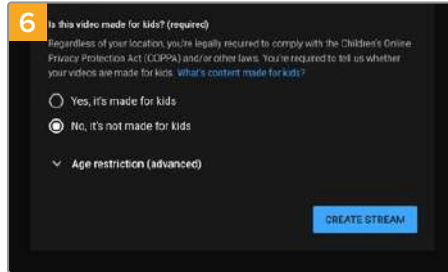 6
Is this video made for kids? (required)
Regardless of your location, you're legally required to comply with the Children's Online
Privacy Protection Act (COPPA) and/or other laws. You're required to tell us whether
your videos are made for kids. What's content made for kids?
Yes, it's made for kids
No, it's not made for kids
Age restriction (advanced)
CREATE STREAM